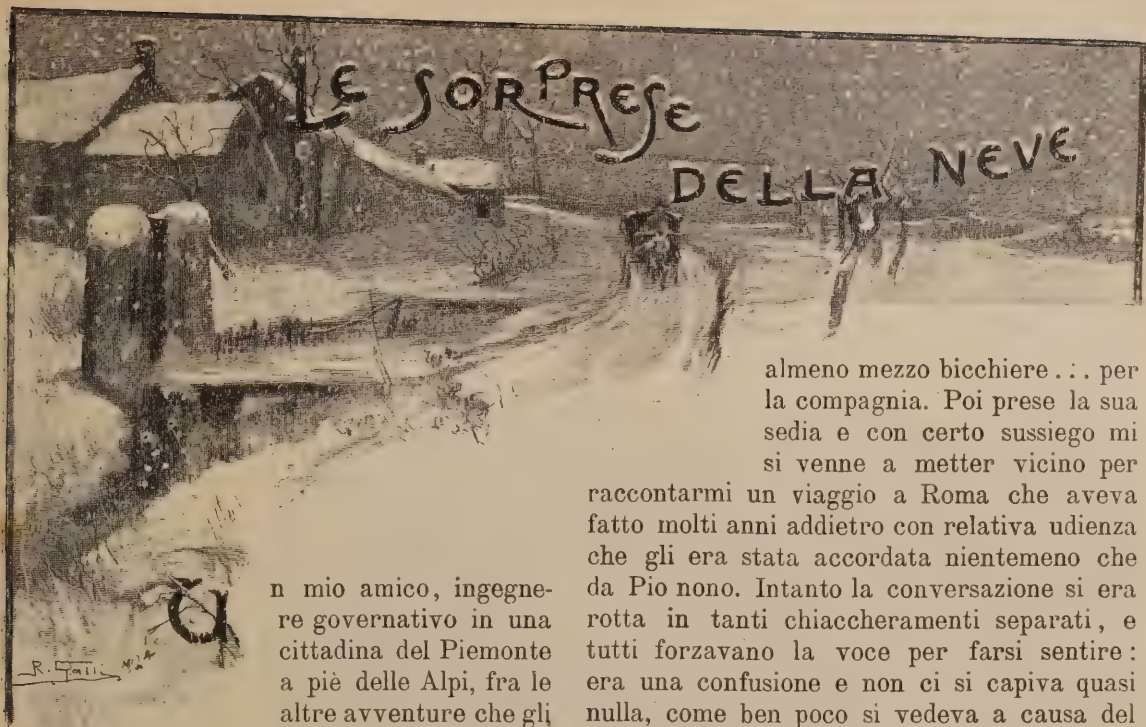 LE SORPRESE
DELLA NEVE
Un mio amico, ingegne-
re governativo in una
cittadina del Piemonte
a piè delle Alpi, fra le
altre avventure che gli
almeno mezzo bicchiere... per
la compagnia. Poi prese la sua
sedia e con certo sussiego mi
si venne a metter vicino per
raccontarmi un viaggio a Roma che aveva
fatto molti anni addietro con relativa udienza
che gli era stata accordata nientemeno che
da Pio nono. Intanto la conversazione si era
rotta in tanti chiaccheramenti separati, e
tutti forzavano la voce per farsi sentire:
era una confusione e non ci si capiva quasi
nulla, come ben poco si vedeva a causa del